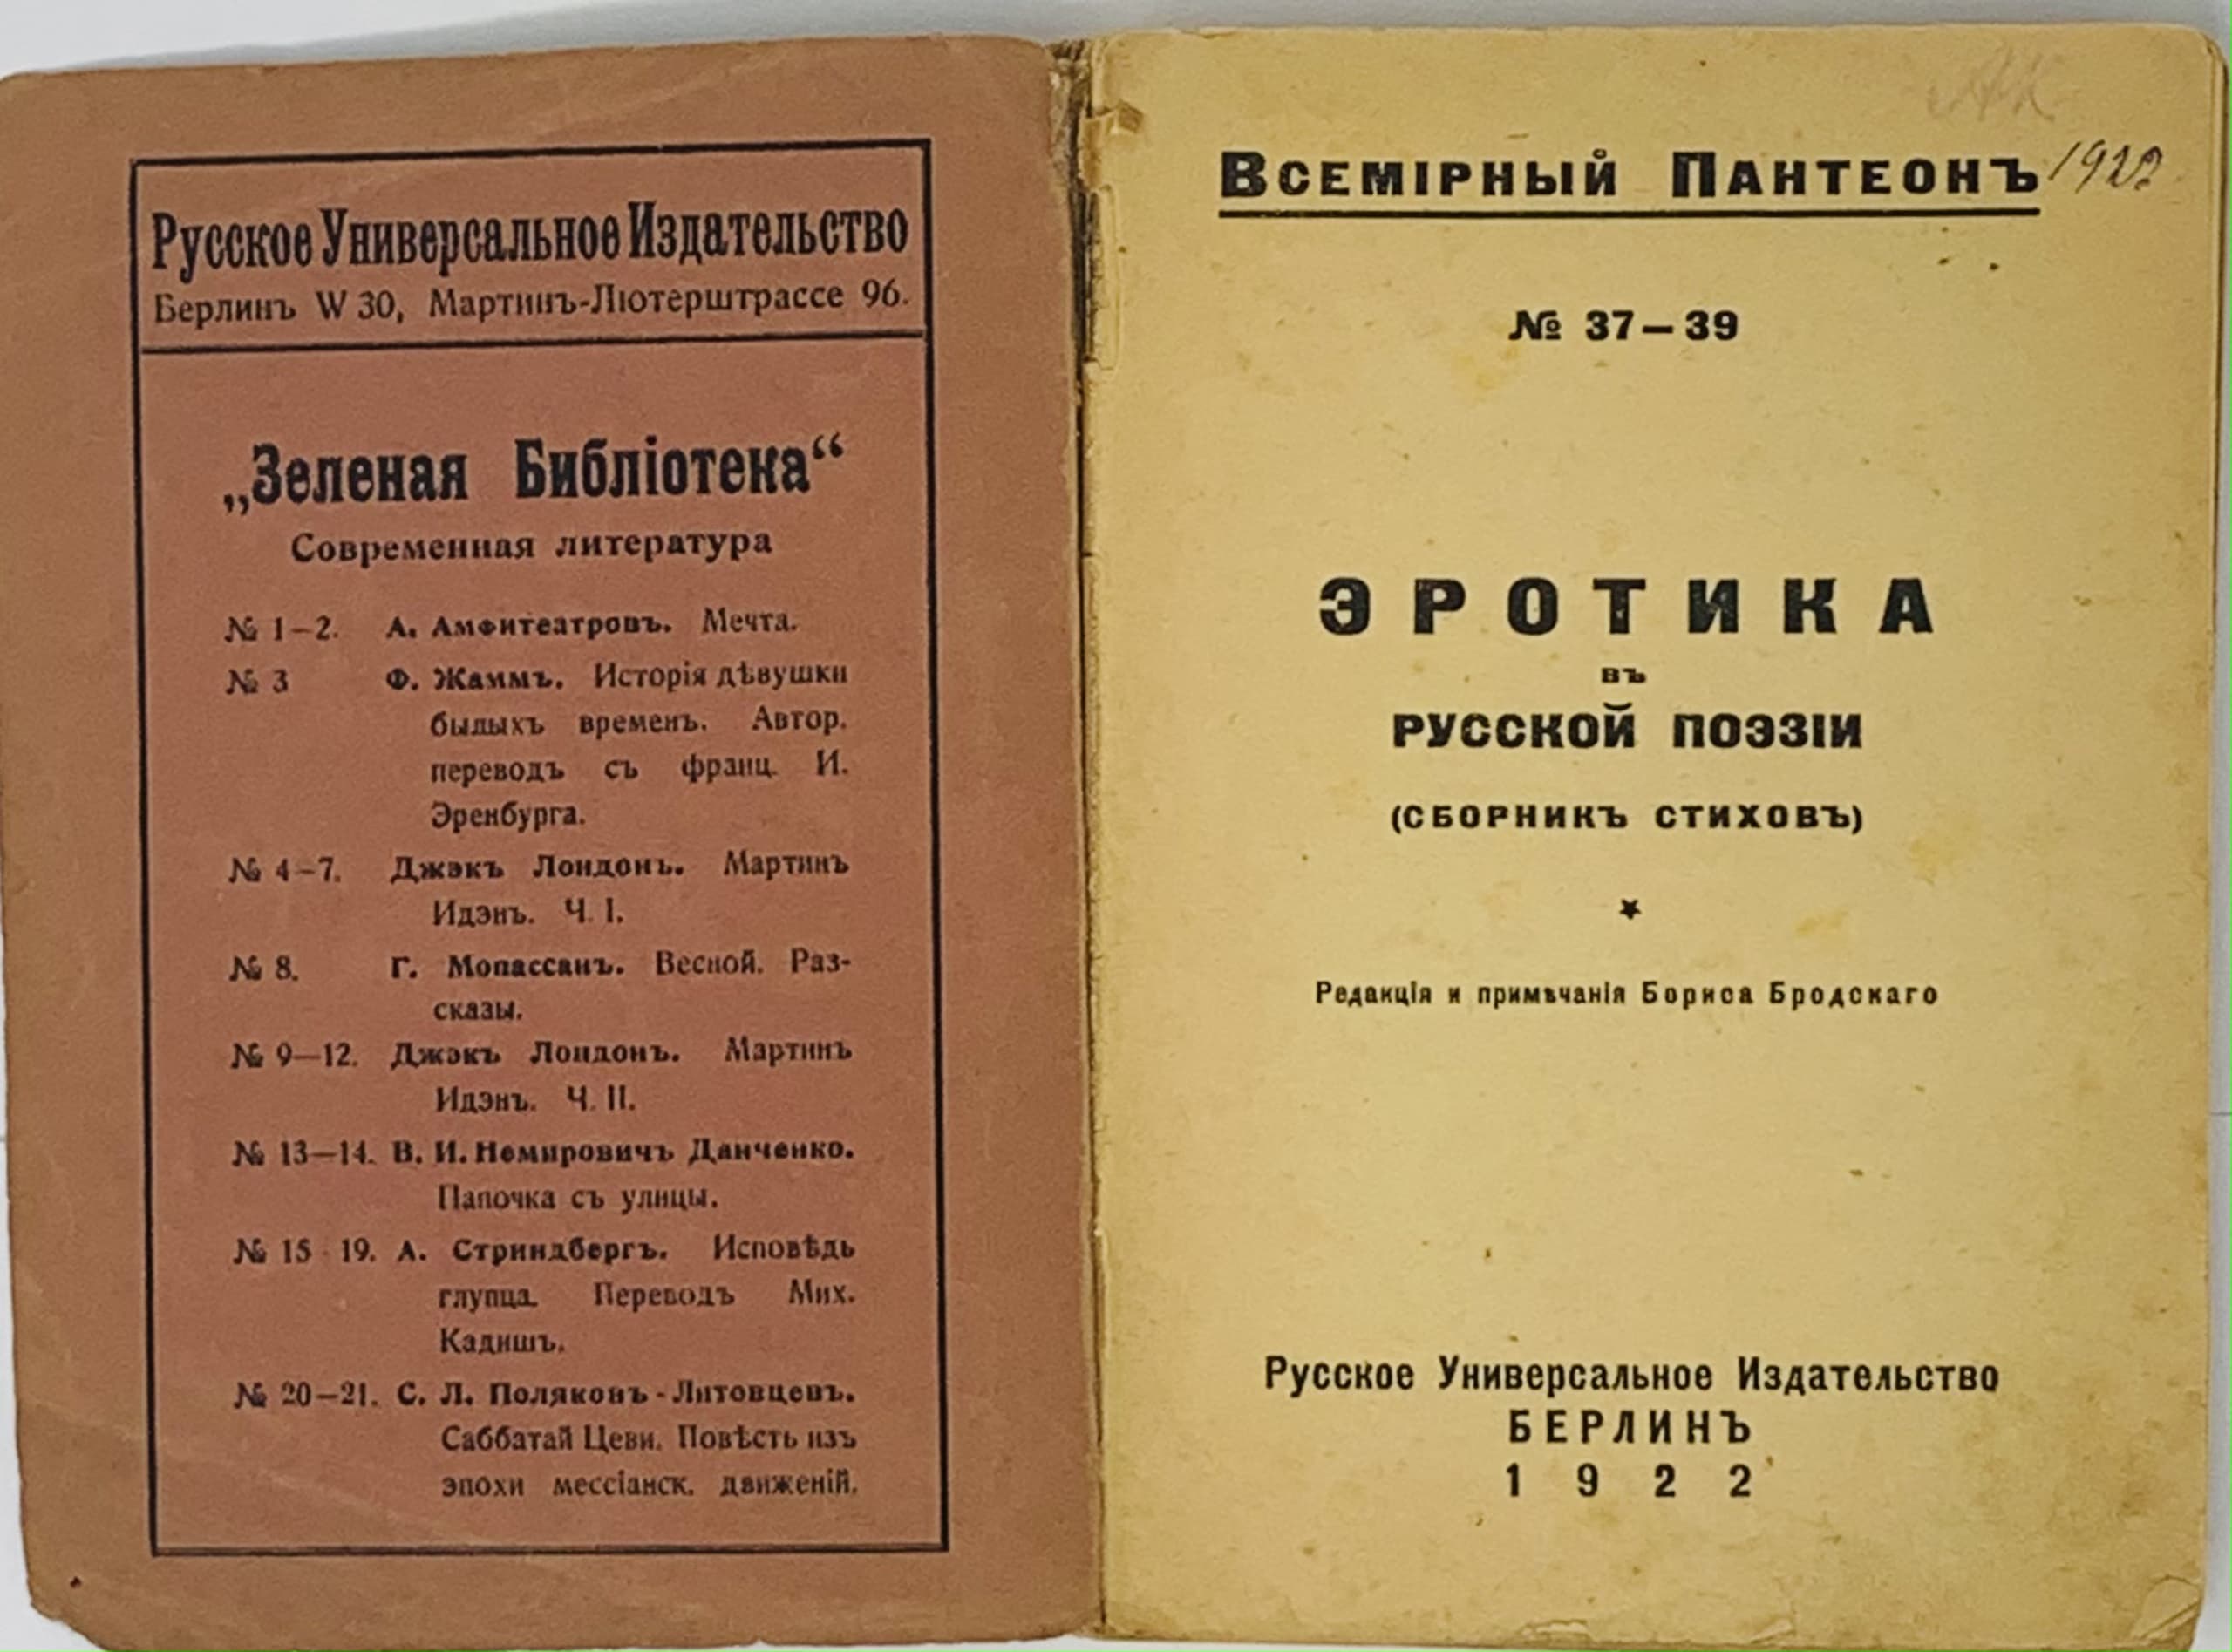 Русское Универсальное Издательство
Берлинъ W 30, Мартинъ-Лютерштрассе 96.
„Зеленая Библіотека“
Современная литература
№ 1–2. А. Амфитеатровъ. Мечта.
№ 3 Ф. Жаммъ. Исторія дѣвушки
былыхъ временъ. Автор.
переводъ съ франц. И.
Эренбурга.
№ 4–7. Джэкъ Лондонъ. Мартинъ
Идэнъ. Ч. I.
№ 8. Г. Мопассанъ. Весной. Раз-
сказы.
№ 9—12. Джэкъ Лондонъ. Мартинъ
Идэнъ. Ч. II.
№ 13—14. В. И. Немировичъ Данченко.
Папочка съ улицы.
№ 15 19. А. Стриндбергъ. Исповѣдь
глупца. Переводъ Мих.
Кадишъ.
№ 20—21. С. Л. Поляковъ-Литовцевъ.
Саббатай Цеви. Повѣсть изъ
эпохи мессіанск. движеній.
Всемірный Пантеонъ 1922
№ 37—39
ЭРОТИКА
въ
РУССКОЙ ПОЭЗІИ
(СБОРНИКЪ СТИХОВЪ)
★
Редакція и примѣчанія Бориса Бродскаго
Русское Универсальное Издательство
БЕРЛИНЪ
1922